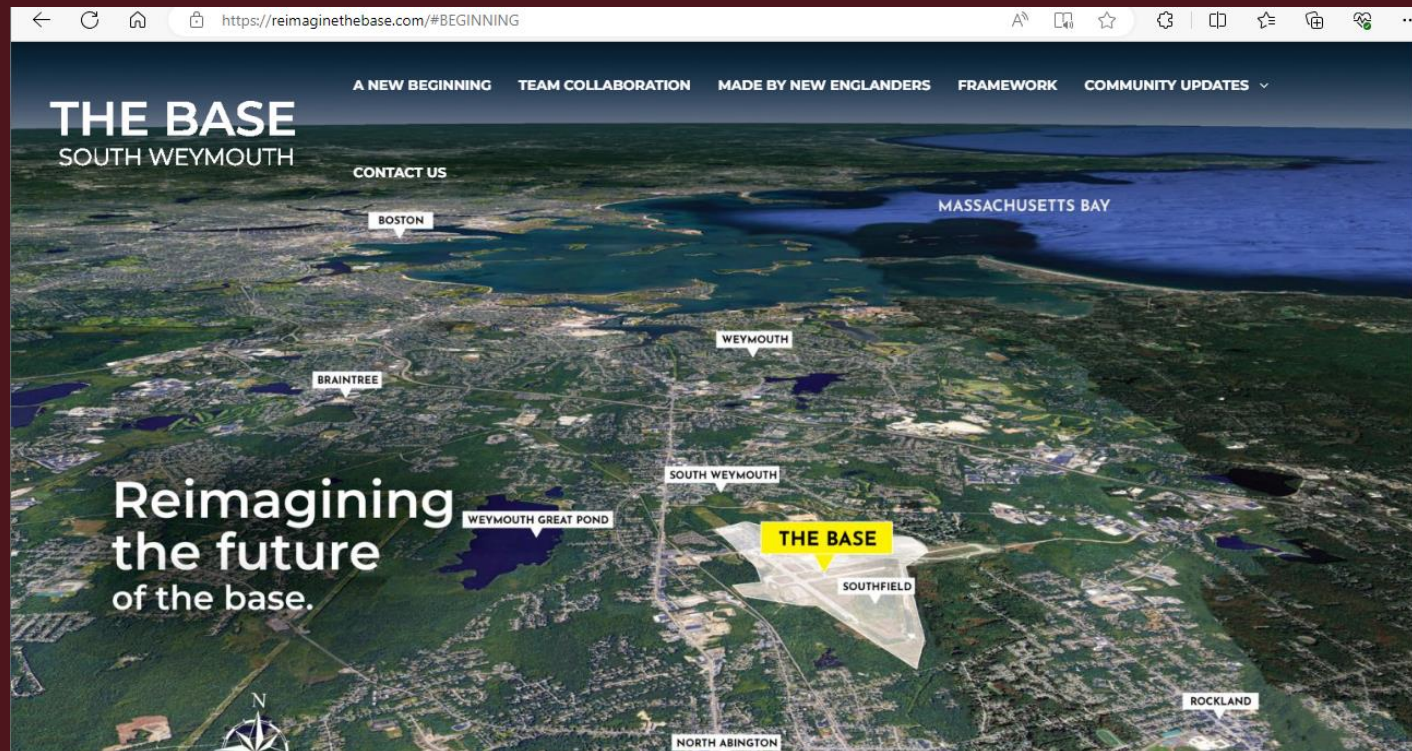 https://reimaginethebase.com/#BEGINNING
A NEW BEGINNING TEAM COLLABORATION MADE BY NEW ENGLANDERS FRAMEWORK COMMUNITY UPDATES
THE BASE
SOUTH WEYMOUTH
CONTACT US
MASSACHUSETTS BAY
BOSTON
WEYMOUTH
BRAINTREE
SOUTH WEYMOUTH
Reimagining
the future
of the base.
WEYMOUTH GREAT POND
THE BASE
SOUTHFIELD
N
ROCKLAND
NORTH ABINGTON